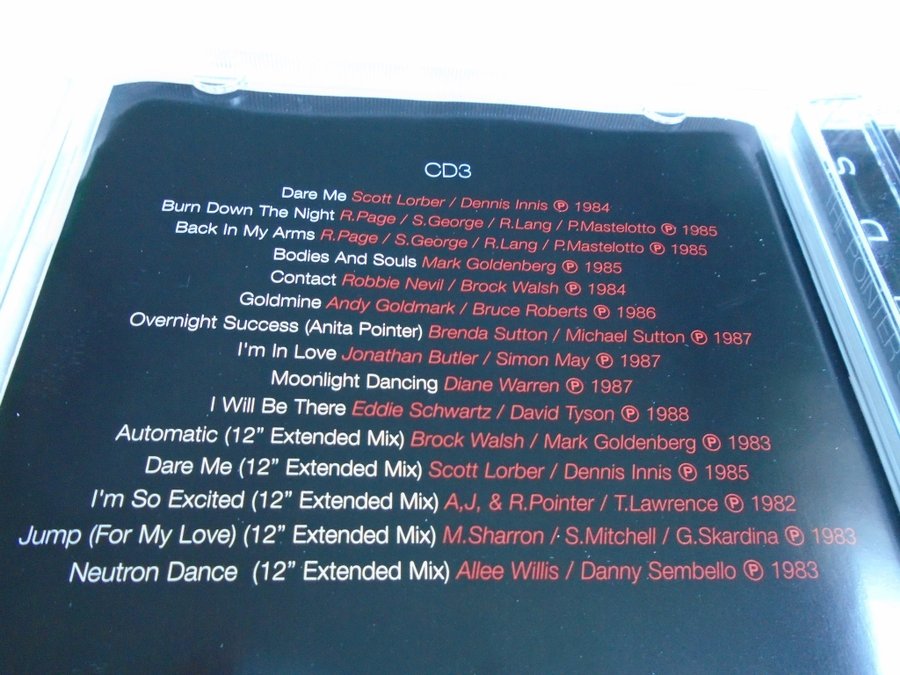 CD3
Dare Me Scott Lorber / Dennis Innis ℗ 1984
Burn Down The Night R.Page / S.George / R.Lang / P.Mastelotto ℗ 1985
Back In My Arms R.Page / S.George / R.Lang / P.Mastelotto ℗ 1985
Bodies And Souls Mark Goldenberg ℗ 1985
Contact Robbie Nevil / Brock Walsh ℗ 1984
Goldmine Andy Goldmark / Bruce Roberts ℗ 1986
Overnight Success (Anita Pointer) Brenda Sutton / Michael Sutton ℗ 1987
I'm In Love Jonathan Butler / Simon May ℗ 1987
Moonlight Dancing Diane Warren ℗ 1987
I Will Be There Eddie Schwartz / David Tyson ℗ 1988
Automatic (12” Extended Mix) Brock Walsh / Mark Goldenberg ℗ 1983
Dare Me (12” Extended Mix) Scott Lorber / Dennis Innis ℗ 1985
I'm So Excited (12” Extended Mix) A,J, & R.Pointer / T.Lawrence ℗ 1982
Jump (For My Love) (12” Extended Mix) M.Sharron / S.Mitchell / G.Skardina ℗ 1983
Neutron Dance (12” Extended Mix) Allee Willis / Danny Sembello ℗ 1983
POINTER